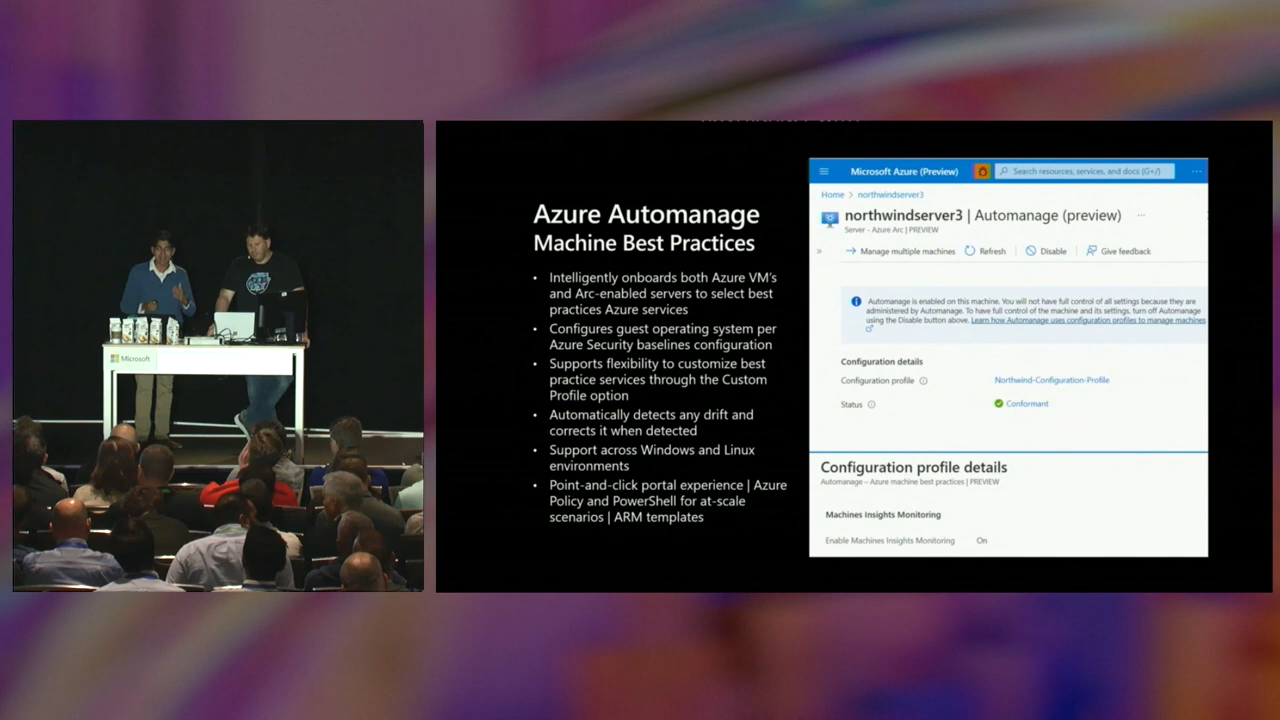 Microsoft
Azure Automanage
Machine Best Practices
• Intelligently onboards both Azure VM's
and Arc-enabled servers to select best
practices Azure services
• Configures guest operating system per
Azure Security baselines configuration
• Supports flexibility to customize best
practice services through the Custom
Profile option
• Automatically detects any drift and
corrects it when detected
• Support across Windows and Linux
environments
• Point-and-click portal experience | Azure
Policy and PowerShell for at-scale
scenarios | ARM templates
Microsoft Azure (Preview)
Search resources, services, and docs (G+/)
Home > northwindserver3
northwindserver3 | Automanage (preview)
Server - Azure Arc | PREVIEW
Manage multiple machines Refresh Disable Give feedback
Automanage is enabled on this machine. You will not have full control of all settings because they are
administered by Automanage. To have full control of the machine and its settings, turn off Automanage
using the Disable button above. Learn how Automanage uses configuration profiles to manage machines
Configuration details
Configuration profile Northwind-Configuration-Profile
Status Conformant
Configuration profile details
Automanage – Azure machine best practices | PREVIEW
Machines Insights Monitoring
Enable Machines Insights Monitoring On